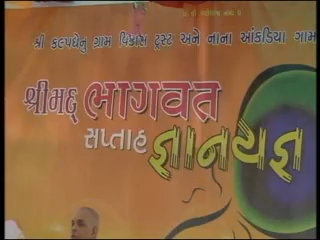 શ્રી કલ્પધેનુ ગ્રામ વિકાસ ટ્રસ્ટ અને નાના આંકડિયા ગામ
શ્રીમદ્ ભાગવત
સપ્તાહ જ્ઞાનયજ્ઞ